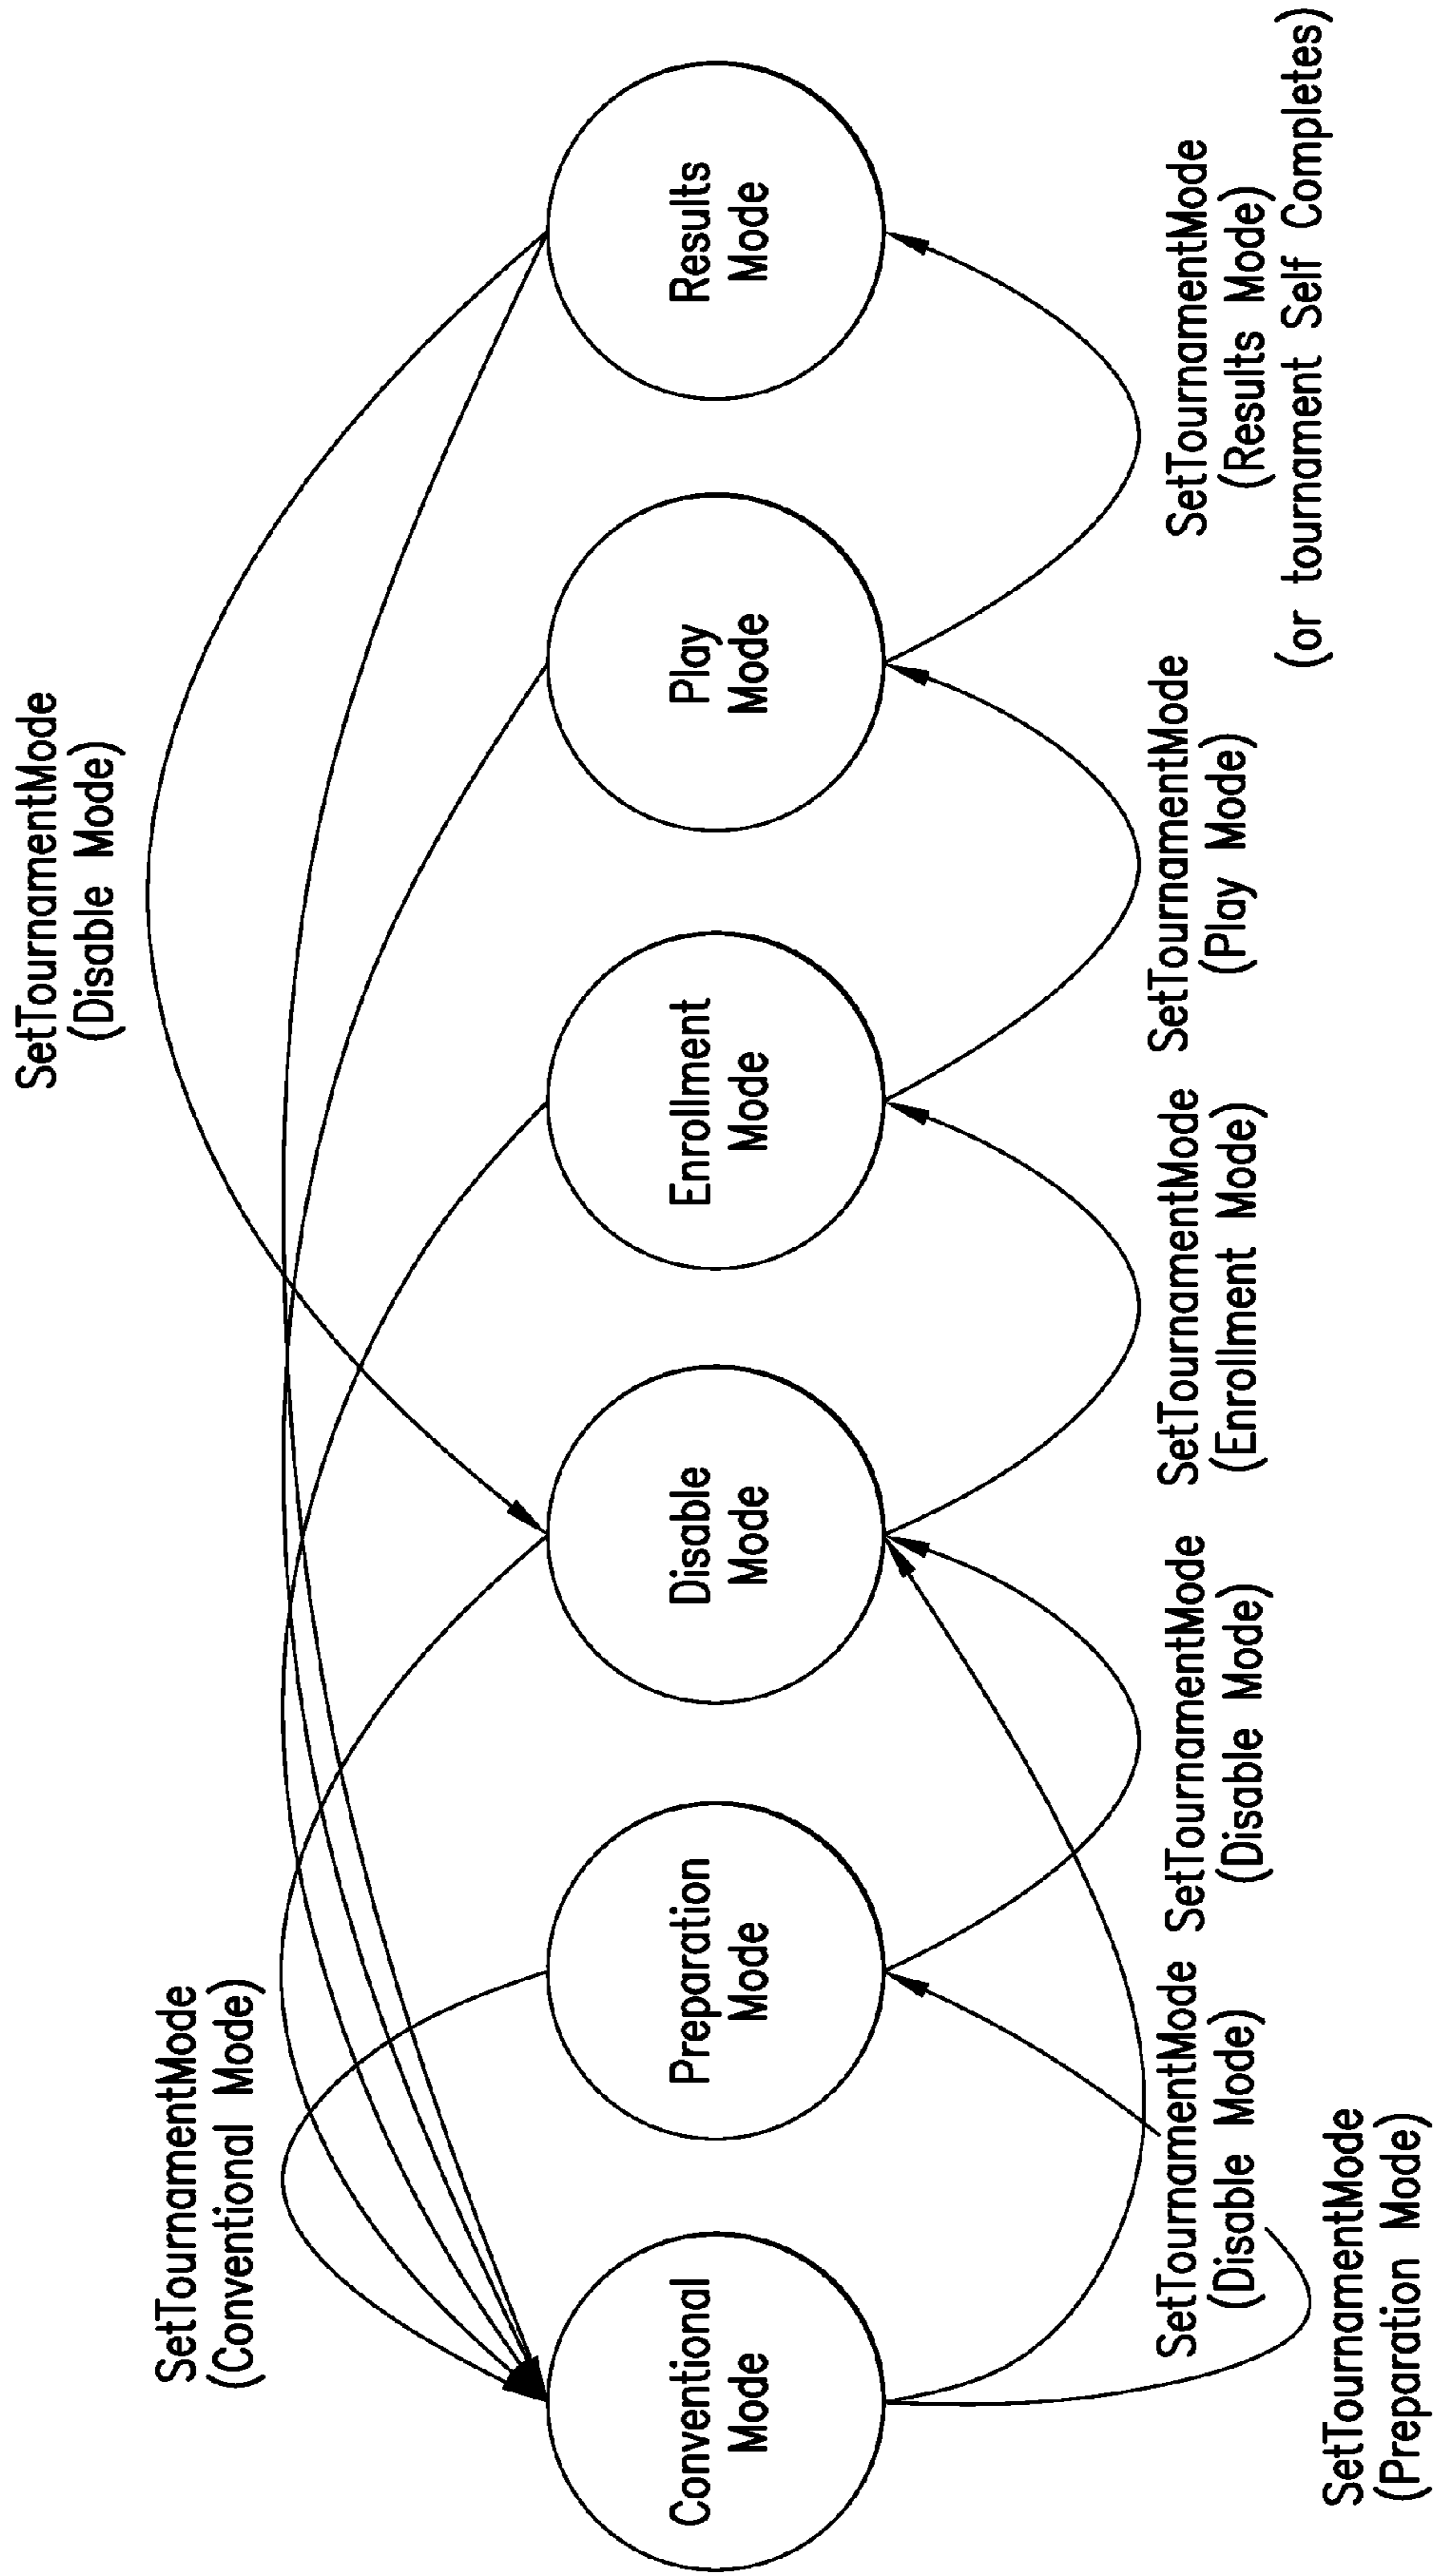 SetTournamentMode
(Disable Mode)
SetTournamentMode
(Conventional Mode)
Conventional
Mode
Preparation
Mode
Disable
Mode
Enrollment
Mode
Play
Mode
Results
Mode
SetTournamentMode
(Disable Mode)
SetTournamentMode
(Disable Mode)
SetTournamentMode
(Enrollment Mode)
SetTournamentMode
(Play Mode)
SetTournamentMode
(Results Mode)
(or tournament Self Completes)
SetTournamentMode
(Preparation Mode)